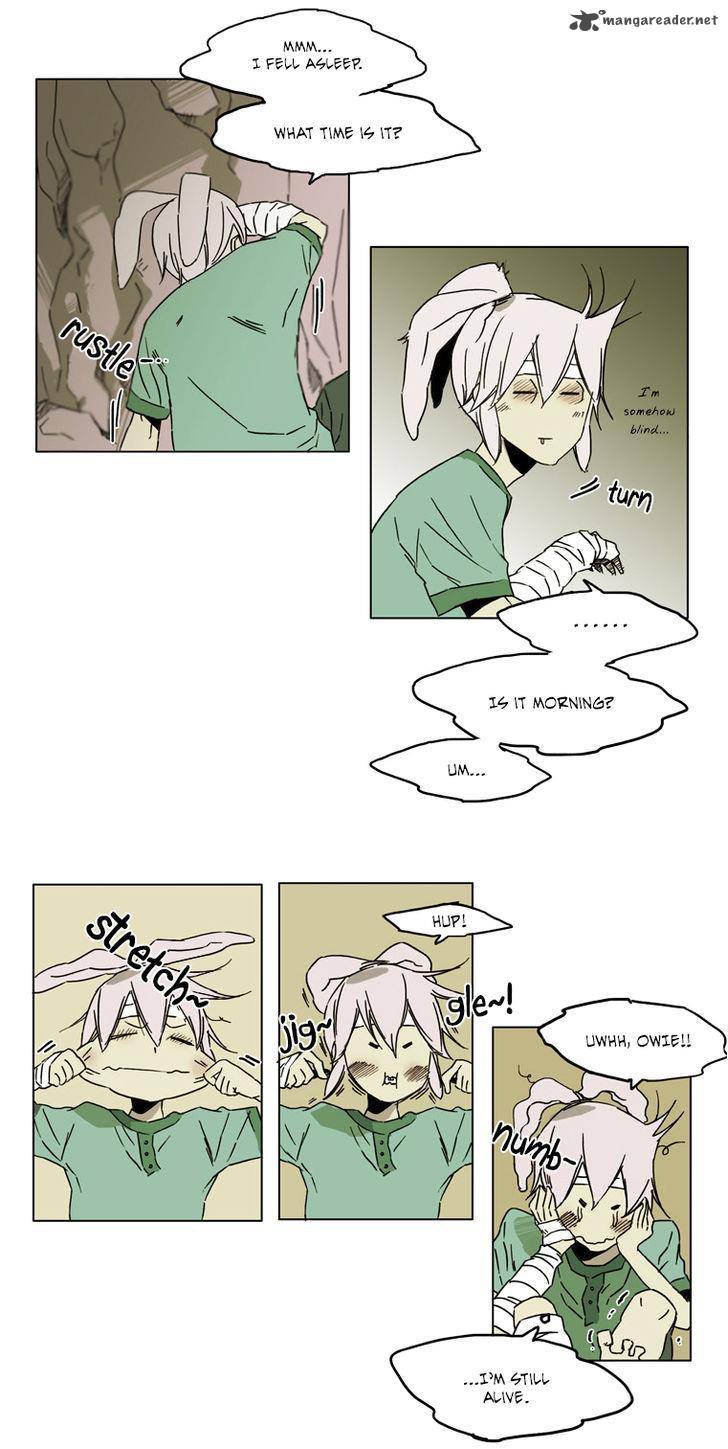 mangareader.net
MMM...
I FELL ASLEEP.
WHAT TIME IS IT?
rustle
I'm
somehow
blind...
turn
......
IS IT MORNING?
UM...
stretch~
HUP!
jig~
gle~!
UWHH, OWIE!!
numb~
...I'M STILL
ALIVE.